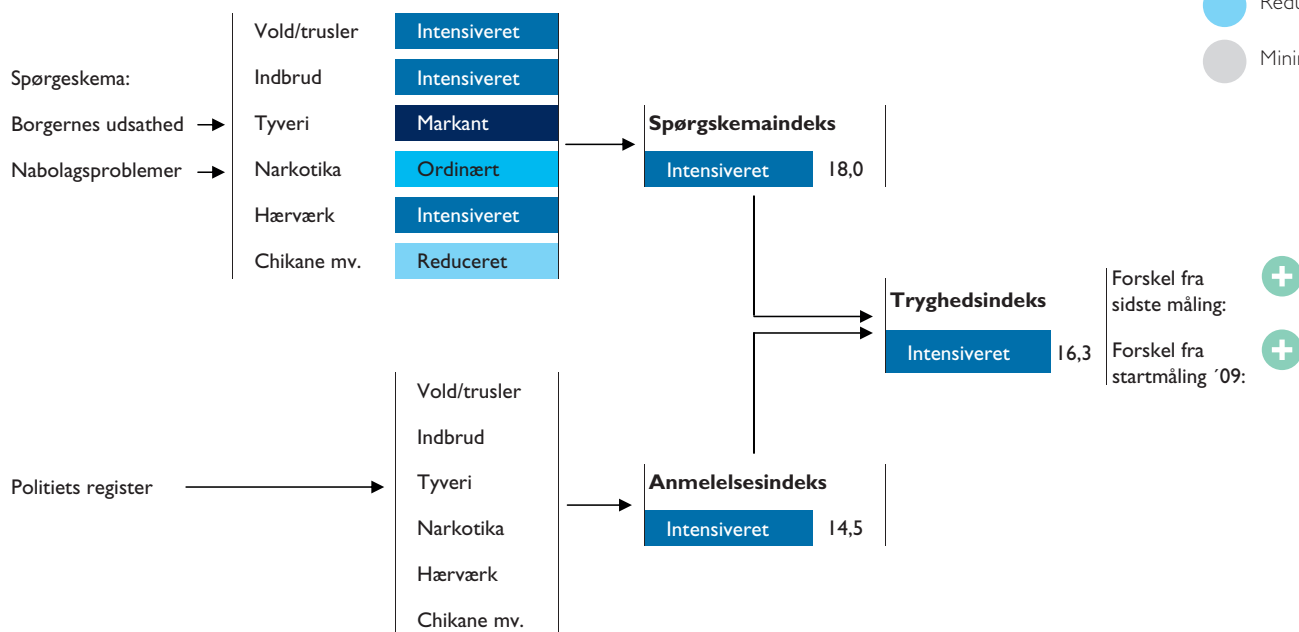 Vold/trusler Intensiveret
Spørgeskema: Indbrud Intensiveret
Borgernes udsathed Tyveri Markant
Nabolagsproblemer Narkotika Ordinært
Hærværk Intensiveret
Chikane mv. Reduceret
Spørgskemaindeks
Intensiveret 18,0
Tryghedsindeks
Intensiveret 16,3
Forskel fra
sidste måling:
Forskel fra
startmåling ´09:
Politiets register
Vold/trusler
Indbrud
Tyveri
Narkotika
Hærværk
Chikane mv.
Anmelelsesindeks
Intensiveret 14,5